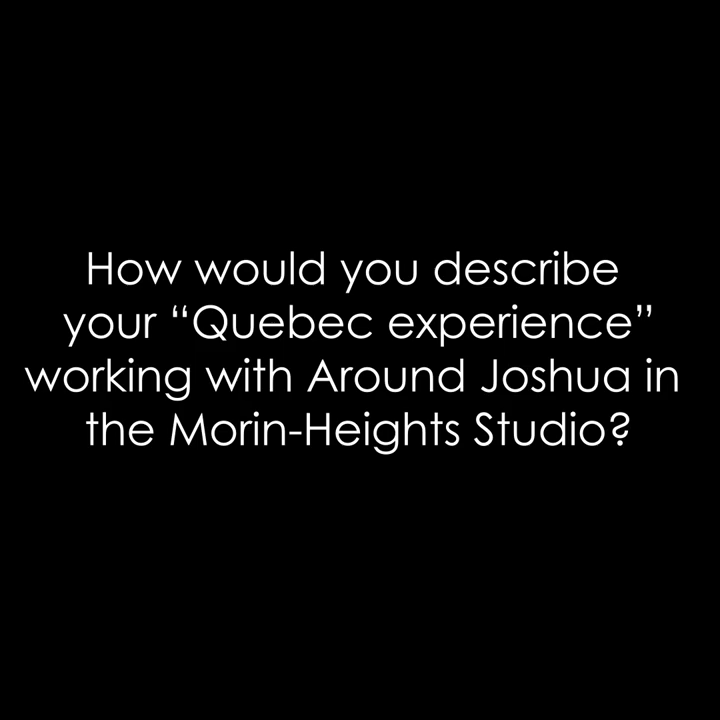 How would you describe
your “Quebec experience”
working with Around Joshua in
the Morin-Heights Studio?